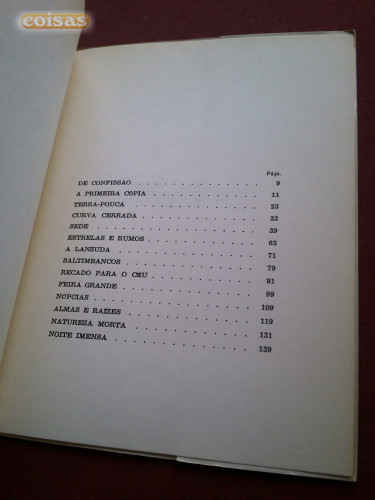 coisas
Págs.
DE CONFISSÃO . . . . . . . . . . . . 9
A PRIMEIRA CÓPIA . . . . . . . . . . 11
TERRA-POUCA . . . . . . . . . . . . 23
CURVA CERRADA . . . . . . . . . . . 33
SEDE . . . . . . . . . . . . . . . . 39
ESTRELAS E RUMOS . . . . . . . . . . 63
A LANZUDA . . . . . . . . . . . . . 71
SALTIMBANCOS . . . . . . . . . . . . 79
RECADO PARA O CÉU . . . . . . . . . 91
FEIRA GRANDE . . . . . . . . . . . . 99
NOPCIAS . . . . . . . . . . . . . . 109
ALMAS E RAÍZES . . . . . . . . . . . 119
NATUREZA MORTA . . . . . . . . . . . 131
NOITE IMENSA . . . . . . . . . . . . 139